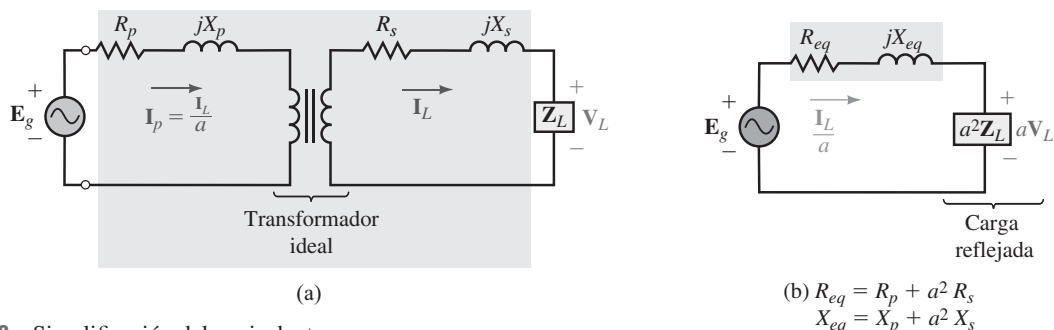 R_p jX_p R_s jX_s
+
E_g
−
I_p = I_L/a
I_L
Z_L
+
V_L
−
Transformador
ideal
(a)
R_eq jX_eq
+
E_g
−
I_L/a
a²Z_L
+
aV_L
−
Carga
reflejada
(b) R_eq = R_p + a² R_s
X_eq = X_p + a² X_s